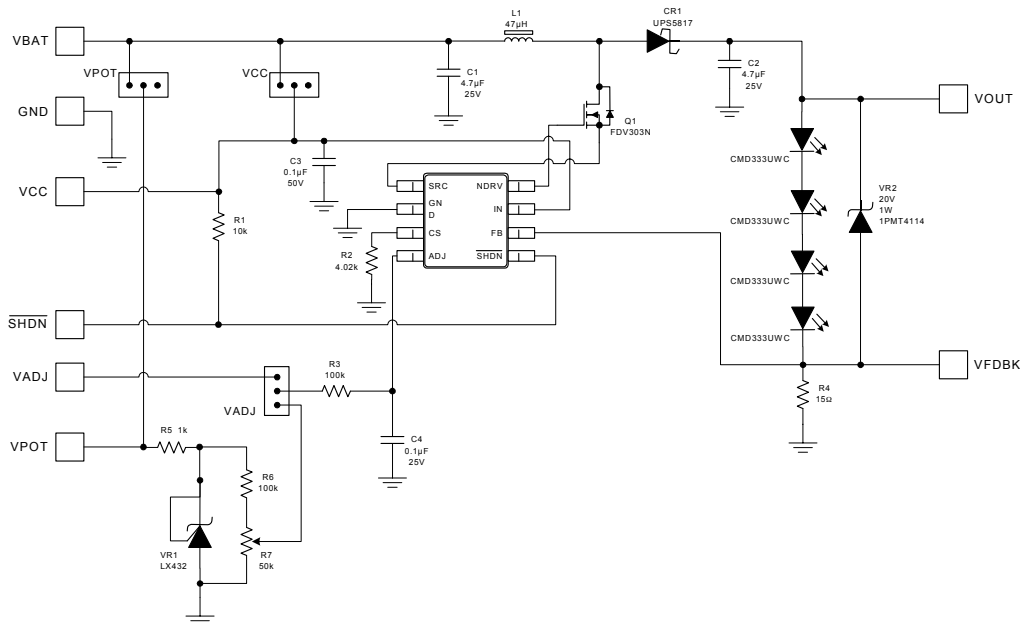 L1
47µH
CR1
UPS5817
VBAT
VPOT
VCC
C1
4.7µF
25V
C2
4.7µF
25V
VOUT
GND
Q1
FDV303N
C3
0.1µF
50V
VCC
SRC
NDRV
GN
D
IN
CS
FB
ADJ
SHDN
R1
10k
R2
4.02k
CMD333UWC
CMD333UWC
CMD333UWC
CMD333UWC
VR2
20V
1W
1PMT4114
SHDN
VADJ
VADJ
R3
100k
VFDBK
R4
15Ω
VPOT
R5 1k
C4
0.1µF
25V
R6
100k
R7
50k
VR1
LX432